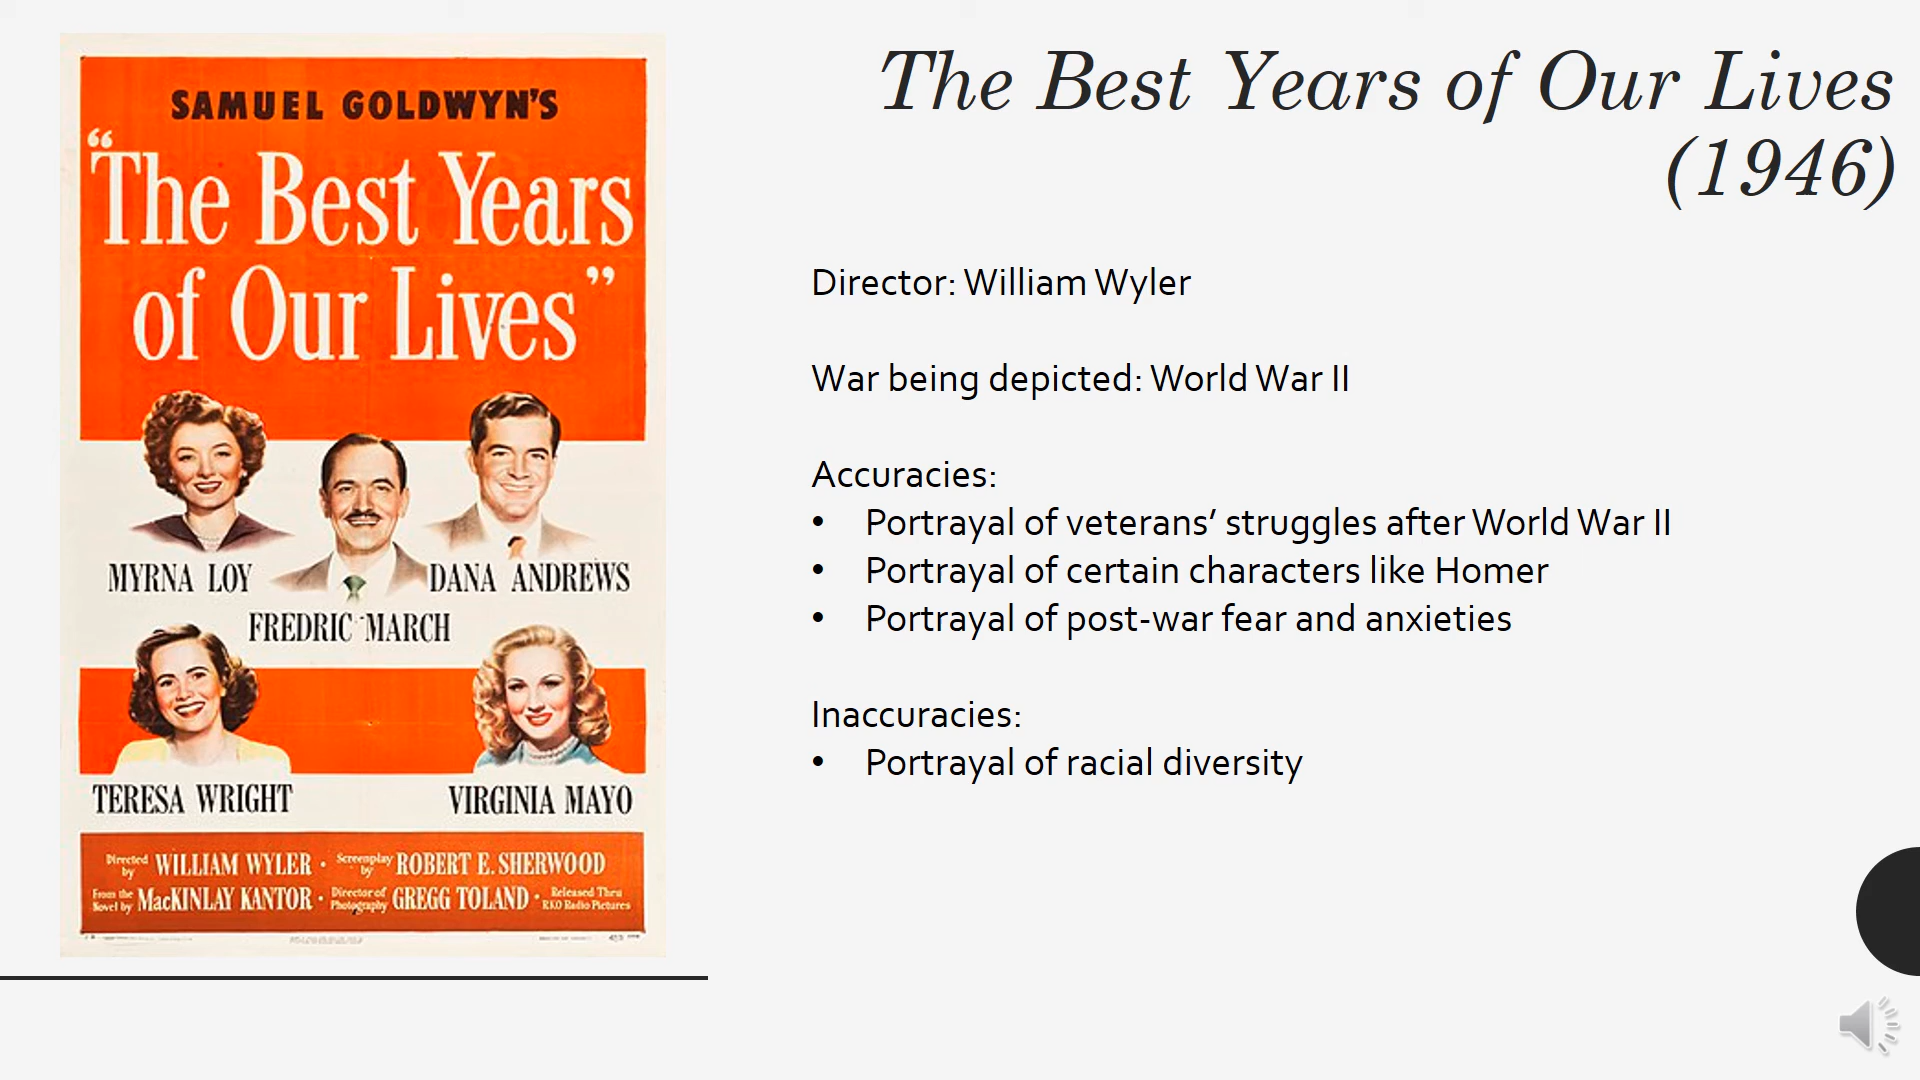 SAMUEL GOLDWYN'S
“The Best Years
of Our Lives”
MYRNA LOY
DANA ANDREWS
FREDRIC MARCH
TERESA WRIGHT
VIRGINIA MAYO
Directed by WILLIAM WYLER · Screenplay by ROBERT E. SHERWOOD
From the Novel by MacKINLAY KANTOR · Director of Photography GREGG TOLAND · Released Thru RKO Radio Pictures
The Best Years of Our Lives
(1946)
Director: William Wyler
War being depicted: World War II
Accuracies:
• Portrayal of veterans’ struggles after World War II
• Portrayal of certain characters like Homer
• Portrayal of post-war fear and anxieties
Inaccuracies:
• Portrayal of racial diversity